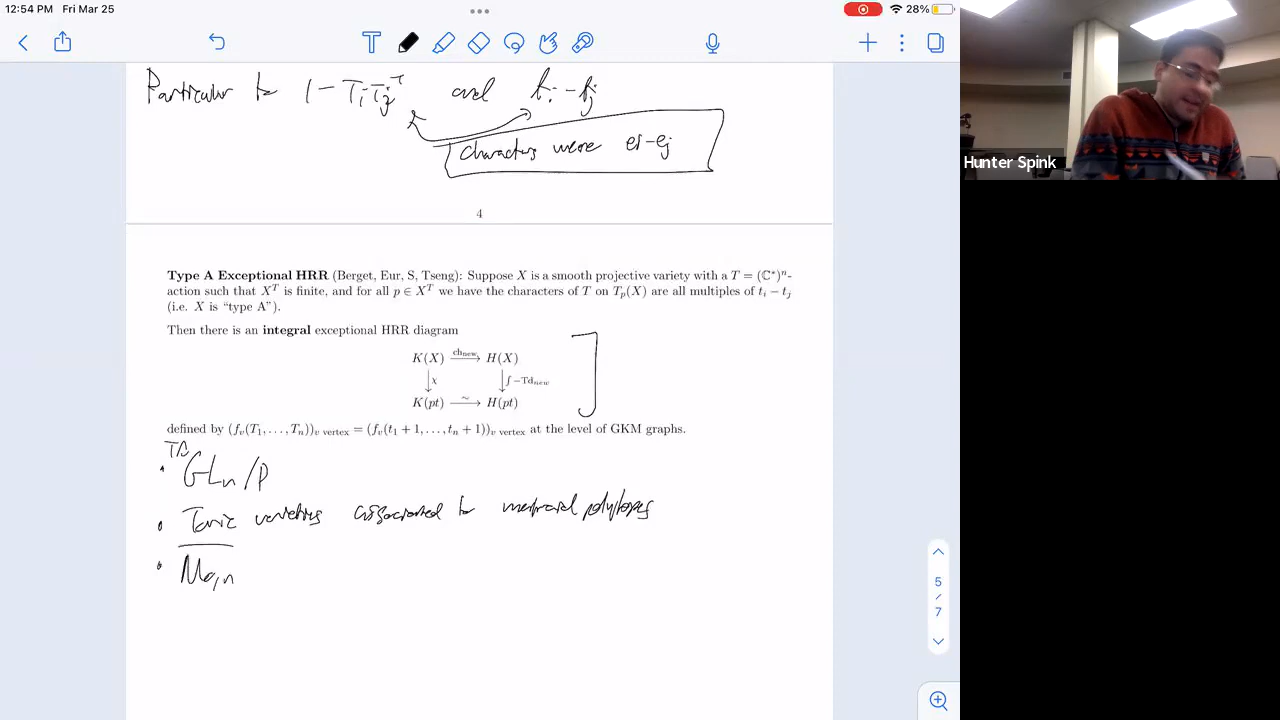 12:54 PM Fri Mar 25
28%
Particular to 1 - T_i T_j^{-1} and t_i - t_j
characters were ei-ej
4
Type A Exceptional HRR (Berget, Eur, S, Tseng): Suppose X is a smooth projective variety with a T = (ℂ*)^n-
action such that X^T is finite, and for all p ∈ X^T we have the characters of T on T_p(X) are all multiples of t_i − t_j
(i.e. X is “type A”).
Then there is an integral exceptional HRR diagram
K(X) ch_new → H(X)
↓χ ↓∫ −Td_new
K(pt) ∼ → H(pt)
defined by (f_v(T_1, …, T_n))_v vertex = (f_v(t_1 + 1, …, t_n + 1))_v vertex at the level of GKM graphs.
• GL_n/P
• Toric varieties associated to matroid polytopes
• M_{0,n}
5
/
7
Hunter Spink